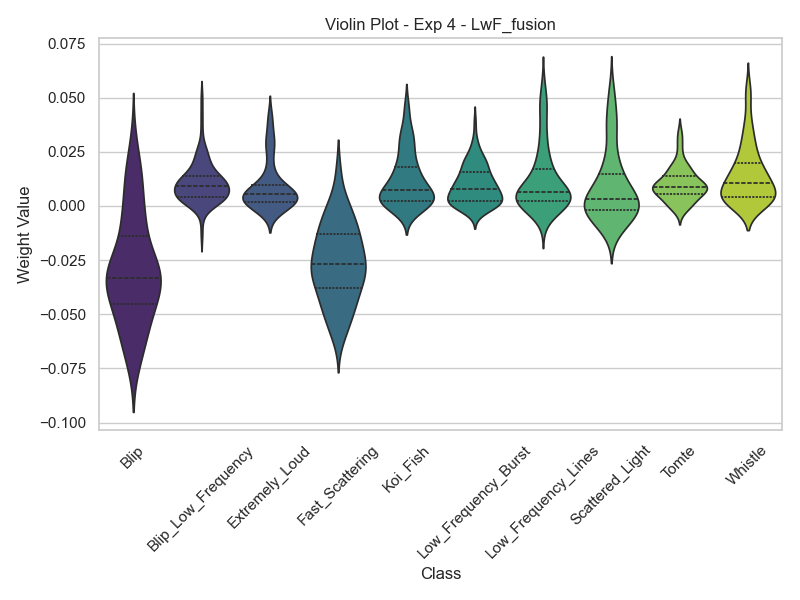 Violin Plot - Exp 4 - LwF_fusion
0.075
0.050
0.025
0.000
−0.025
−0.050
−0.075
−0.100
Weight Value
Blip
Blip_Low_Frequency
Extremely_Loud
Fast_Scattering
Koi_Fish
Low_Frequency_Burst
Low_Frequency_Lines
Scattered_Light
Tomte
Whistle
Class